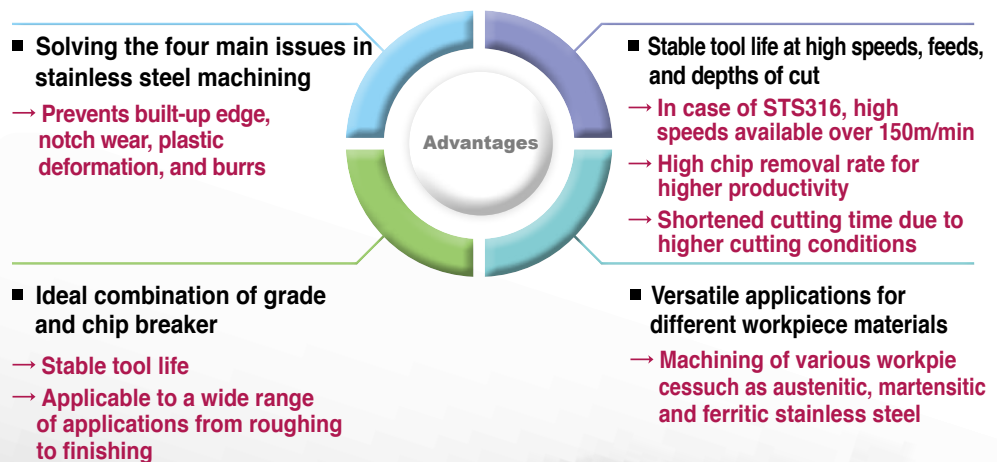 ■ Solving the four main issues in
stainless steel machining
→ Prevents built-up edge,
notch wear, plastic
deformation, and burrs
Advantages
■ Stable tool life at high speeds, feeds,
and depths of cut
→ In case of STS316, high
speeds available over 150m/min
→ High chip removal rate for
higher productivity
→ Shortened cutting time due to
higher cutting conditions
■ Ideal combination of grade
and chip breaker
→ Stable tool life
→ Applicable to a wide range
of applications from roughing
to finishing
■ Versatile applications for
different workpiece materials
→ Machining of various workpie
cessuch as austenitic, martensitic
and ferritic stainless steel